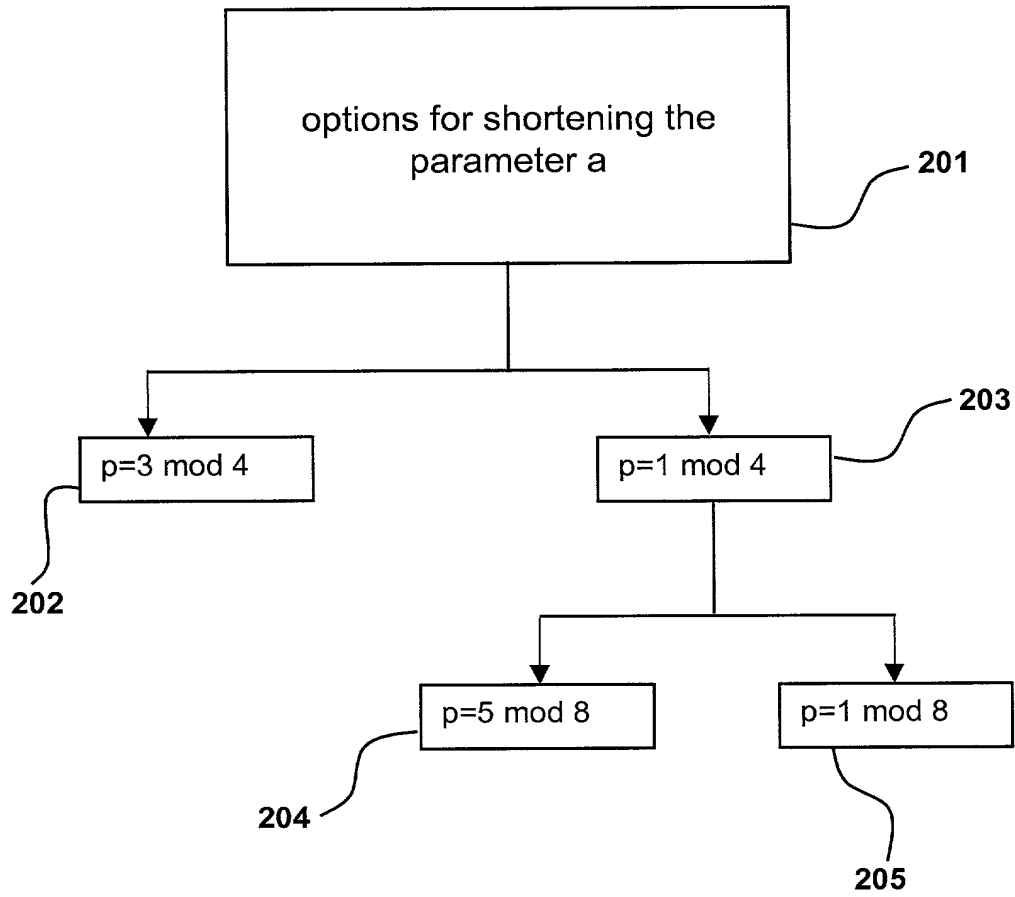 options for shortening the
parameter a
201
203
p=3 mod 4
p=1 mod 4
202
p=5 mod 8
p=1 mod 8
204
205